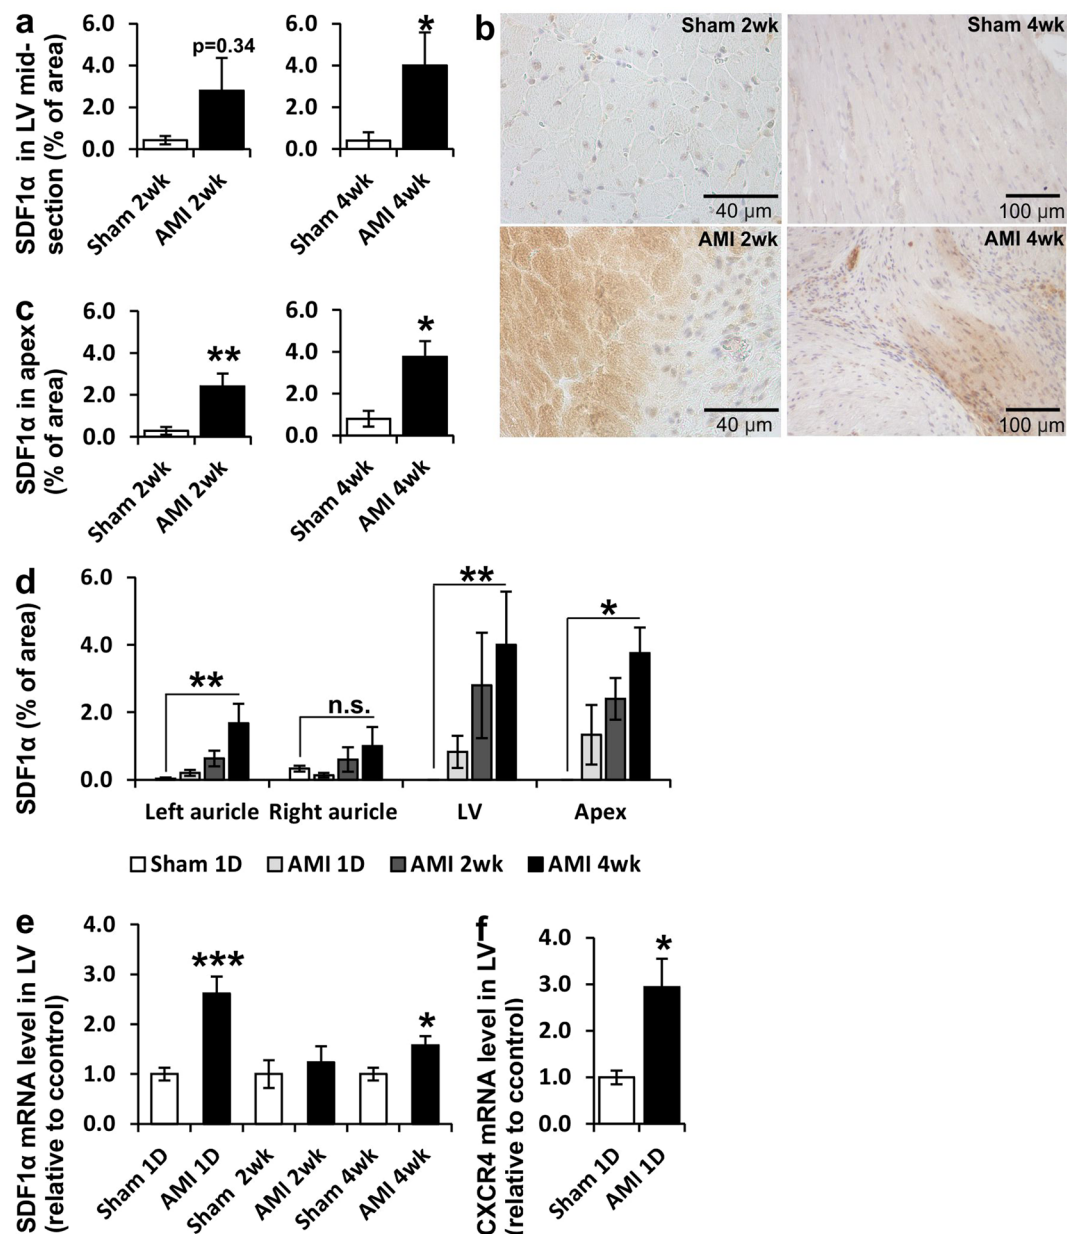 a
SDF1α in LV mid-
section (% of area)
6.0
4.0
2.0
0.0
p=0.34
Sham 2wk
AMI 2wk
6.0
4.0
2.0
0.0
*
Sham 4wk
AMI 4wk
b
Sham 2wk
40 µm
Sham 4wk
100 µm
AMI 2wk
40 µm
AMI 4wk
100 µm
c
SDF1α in apex
(% of area)
6.0
4.0
2.0
0.0
**
Sham 2wk
AMI 2wk
6.0
4.0
2.0
0.0
*
Sham 4wk
AMI 4wk
d
SDF1α (% of area)
6.0
4.0
2.0
0.0
**
n.s.
**
*
Left auricle
Right auricle
LV
Apex
Sham 1D
AMI 1D
AMI 2wk
AMI 4wk
e
SDF1α mRNA level in LV
(relative to ccontrol)
4.0
3.0
2.0
1.0
0.0
***
*
Sham 1D
AMI 1D
Sham 2wk
AMI 2wk
Sham 4wk
AMI 4wk
f
CXCR4 mRNA level in LV
(relative to ccontrol)
4.0
3.0
2.0
1.0
0.0
*
Sham 1D
AMI 1D